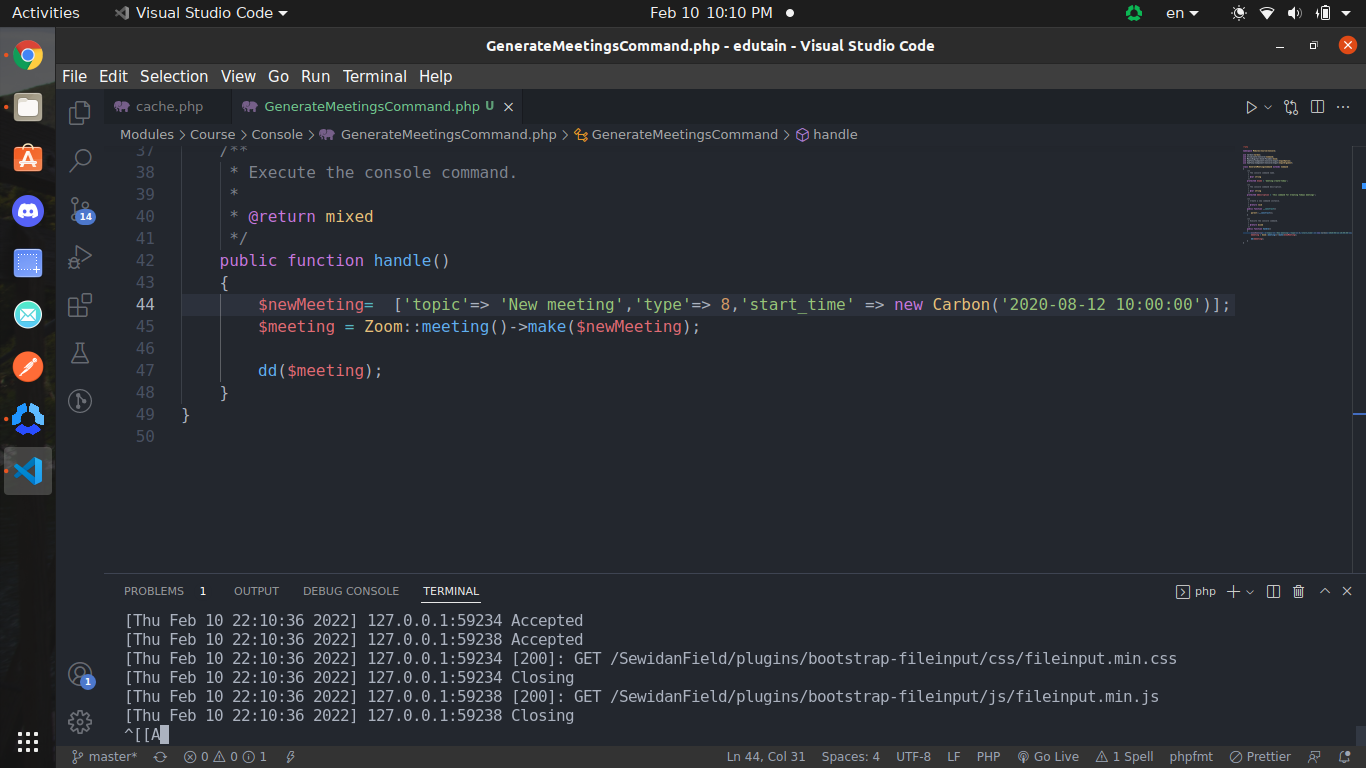 Activities Visual Studio Code Feb 10 10:10 PM en
GenerateMeetingsCommand.php - edutain - Visual Studio Code
File Edit Selection View Go Run Terminal Help
cache.php GenerateMeetingsCommand.php U
Modules > Course > Console > GenerateMeetingsCommand.php > GenerateMeetingsCommand > handle
37 /**
38 * Execute the console command.
39 *
40 * @return mixed
41 */
42 public function handle()
43 {
44 $newMeeting=  ['topic'=> 'New meeting','type'=> 8,'start_time' => new Carbon('2020-08-12 10:00:00')];
45 $meeting = Zoom::meeting()->make($newMeeting);
46
47 dd($meeting);
48 }
49 }
50
14
PROBLEMS 1 OUTPUT DEBUG CONSOLE TERMINAL php
[Thu Feb 10 22:10:36 2022] 127.0.0.1:59234 Accepted
[Thu Feb 10 22:10:36 2022] 127.0.0.1:59238 Accepted
[Thu Feb 10 22:10:36 2022] 127.0.0.1:59234 [200]: GET /SewidanField/plugins/bootstrap-fileinput/css/fileinput.min.css
[Thu Feb 10 22:10:36 2022] 127.0.0.1:59234 Closing
[Thu Feb 10 22:10:36 2022] 127.0.0.1:59238 [200]: GET /SewidanField/plugins/bootstrap-fileinput/js/fileinput.min.js
[Thu Feb 10 22:10:36 2022] 127.0.0.1:59238 Closing
^[[A
1
master* 0 0 1 Ln 44, Col 31 Spaces: 4 UTF-8 LF PHP Go Live 1 Spell phpfmt Prettier